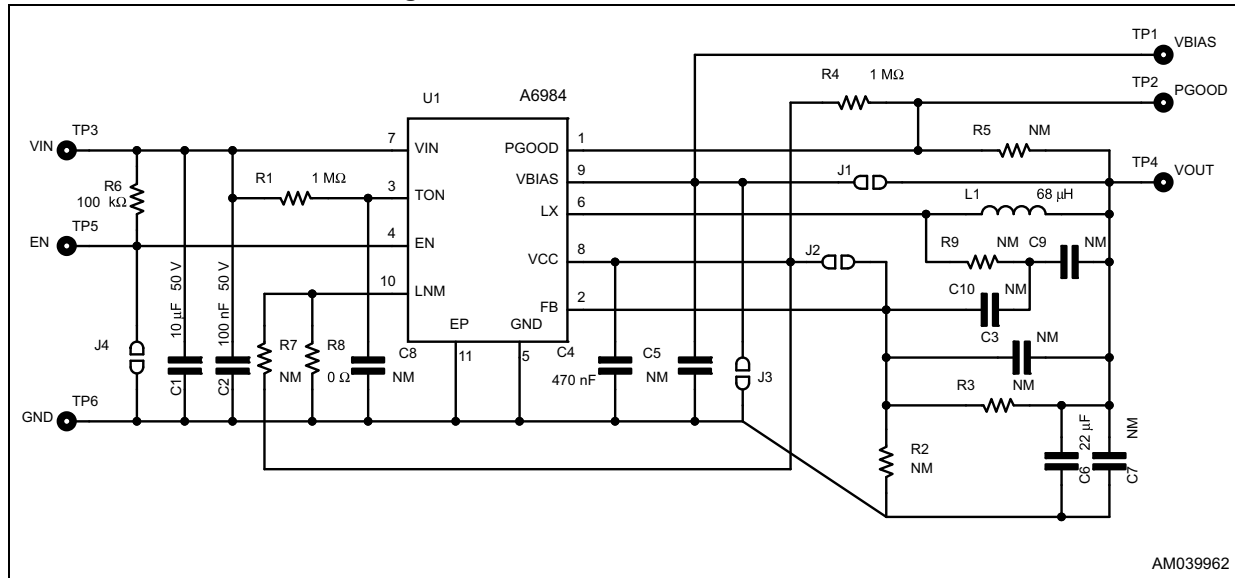 TP1
VBIAS
R4 1 MΩ
TP2
PGOOD
U1 A6984
TP3
VIN
7 VIN
PGOOD 1
R5 NM
R1 1 MΩ
3 TON
VBIAS 9
J1
TP4
VOUT
R6
100 kΩ
LX 6
L1 68 µH
TP5
EN
4 EN
VCC 8
J2
R9 NM C9 NM
10 LNM
FB 2
C10 NM
EP GND
C3
J4
C1 10 µF 50 V
C2 100 nF 50 V
R7
NM
R8
0 Ω
C8
NM
11
5
C4
470 nF
C5
NM
J3
NM
R3
TP6
GND
R2
NM
C6 22 µF
C7 NM
AM039962